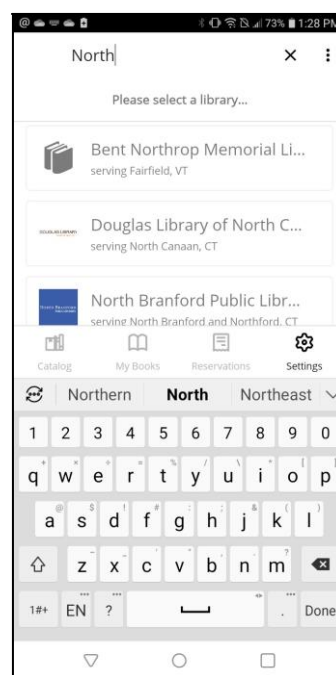 73% 1:28 PM
North
Please select a library...
Bent Northrop Memorial Li...
serving Fairfield, VT
Douglas Library of North C...
serving North Canaan, CT
North Branford Public Libr...
serving North Branford and Northford, CT
Catalog My Books Reservations Settings
Northern North Northeast
1 2 3 4 5 6 7 8 9 0
q w e r t y u i o p
a s d f g h j k l
z x c v b n m
1#+ EN ? . Done